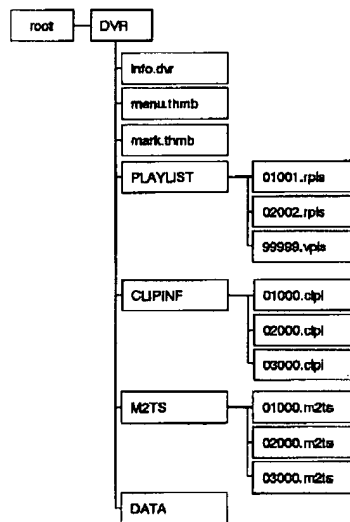 root
DVR
info.dvr
menu.thmb
mark.thmb
PLAYLIST
01001.rpls
02002.rpls
99999.vpls
CLIPINF
01000.clpi
02000.clpi
03000.clpi
M2TS
01000.m2ts
02000.m2ts
03000.m2ts
DATA